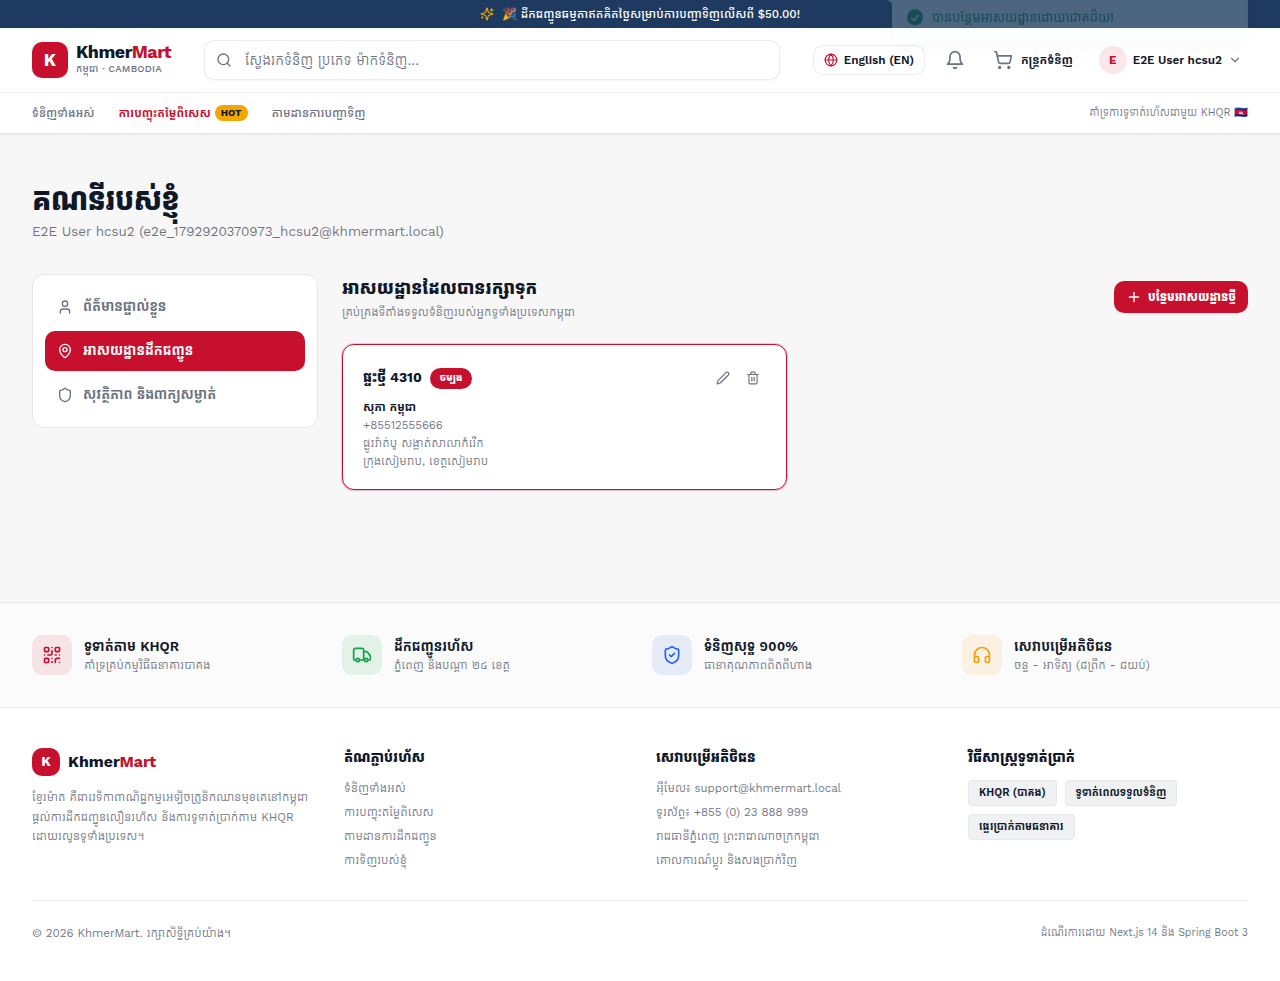 🎉 ដឹកជញ្ជូនធម្មតាឥតគិតថ្លៃសម្រាប់ការបញ្ជាទិញលើសពី $50.00!
បានបន្ថែមអាសយដ្ឋានដោយជោគជ័យ!
K
KhmerMart
កម្ពុជា · CAMBODIA
ស្វែងរកទំនិញ ប្រភេទ ម៉ាកទំនិញ...
English (EN)
កន្ត្រកទំនិញ
E
E2E User hcsu2
ទំនិញទាំងអស់
ការបញ្ចុះតម្លៃពិសេស HOT
តាមដានការបញ្ជាទិញ
គាំទ្រការទូទាត់រហ័សជាមួយ KHQR 🇰🇭
គណនីរបស់ខ្ញុំ
E2E User hcsu2 (e2e_1792920370973_hcsu2@khmermart.local)
ព័ត៌មានផ្ទាល់ខ្លួន
អាសយដ្ឋានដឹកជញ្ជូន
សុវត្ថិភាព និងពាក្យសម្ងាត់
អាសយដ្ឋានដែលបានរក្សាទុក
គ្រប់គ្រងទីតាំងទទួលទំនិញរបស់អ្នកទូទាំងប្រទេសកម្ពុជា
បន្ថែមអាសយដ្ឋានថ្មី
ផ្ទះថ្មី 4310 ចម្បង
សុភា កម្ពុជា
+85512555666
ផ្លូវវ៉ាត់បូ សង្កាត់សាលាកំរើក
ក្រុងសៀមរាប, ខេត្តសៀមរាប
ទូទាត់តាម KHQR
គាំទ្រគ្រប់កម្មវិធីធនាគារបាគង
ដឹកជញ្ជូនរហ័ស
ភ្នំពេញ និងបណ្តា ២៤ ខេត្ត
ទំនិញសុទ្ធ ១០០%
ធានាគុណភាពពិតពីហាង
សេវាបម្រើអតិថិជន
ចន្ទ - អាទិត្យ (៨ព្រឹក - ៨យប់)
K
KhmerMart
ខ្មែរម៉ាត គឺជាវេទិកាពាណិជ្ជកម្មអេឡិចត្រូនិកឈានមុខគេនៅកម្ពុជា
ផ្តល់ការដឹកជញ្ជូនលឿនរហ័ស និងការទូទាត់ប្រាក់តាម KHQR
ដោយរលូនទូទាំងប្រទេស។
តំណភ្ជាប់រហ័ស
ទំនិញទាំងអស់
ការបញ្ចុះតម្លៃពិសេស
តាមដានការដឹកជញ្ជូន
ការទិញរបស់ខ្ញុំ
សេវាបម្រើអតិថិជន
អ៊ីមែល៖ support@khmermart.local
ទូរស័ព្ទ៖ +855 (0) 23 888 999
រាជធានីភ្នំពេញ ព្រះរាជាណាចក្រកម្ពុជា
គោលការណ៍ប្តូរ និងសងប្រាក់វិញ
វិធីសាស្ត្រទូទាត់ប្រាក់
KHQR (បាគង)
ទូទាត់ពេលទទួលទំនិញ
ផ្ទេរប្រាក់តាមធនាគារ
© 2026 KhmerMart. រក្សាសិទ្ធិគ្រប់យ៉ាង។
ដំណើរការដោយ Next.js 14 និង Spring Boot 3